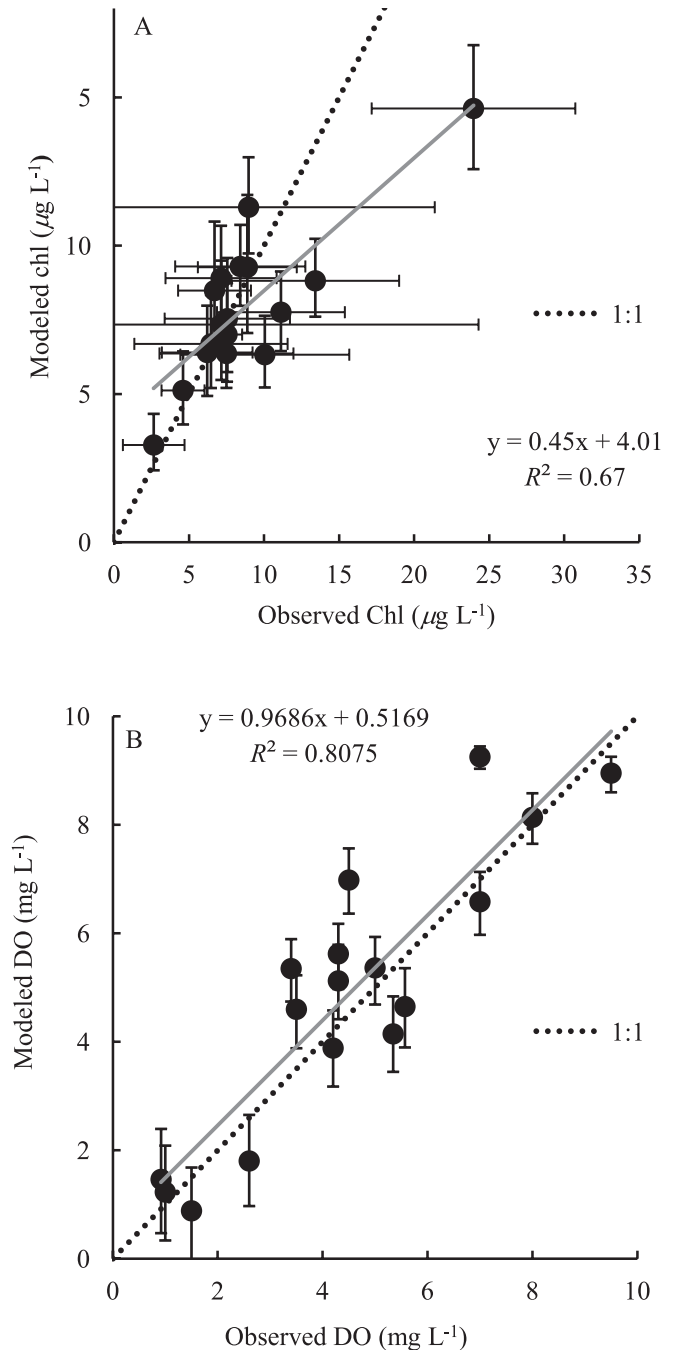 A
5
10
5
0
Modeled chl (µg L-1)
1:1
y = 0.45x + 4.01
R² = 0.67
0 5 10 15 20 25 30 35
Observed Chl (µg L-1)
y = 0.9686x + 0.5169
R² = 0.8075
B
10
8
6
4
2
0
Modeled DO (mg L-1)
1:1
0 2 4 6 8 10
Observed DO (mg L-1)